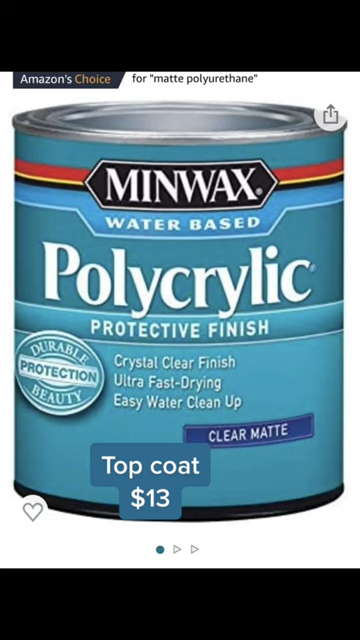 Amazon's Choice for "matte polyurethane"
MINWAX®
WATER BASED
Polycrylic®
PROTECTIVE FINISH
DURABLE
PROTECTION
BEAUTY
Crystal Clear Finish
Ultra Fast-Drying
Easy Water Clean Up
CLEAR MATTE
Top coat
$13